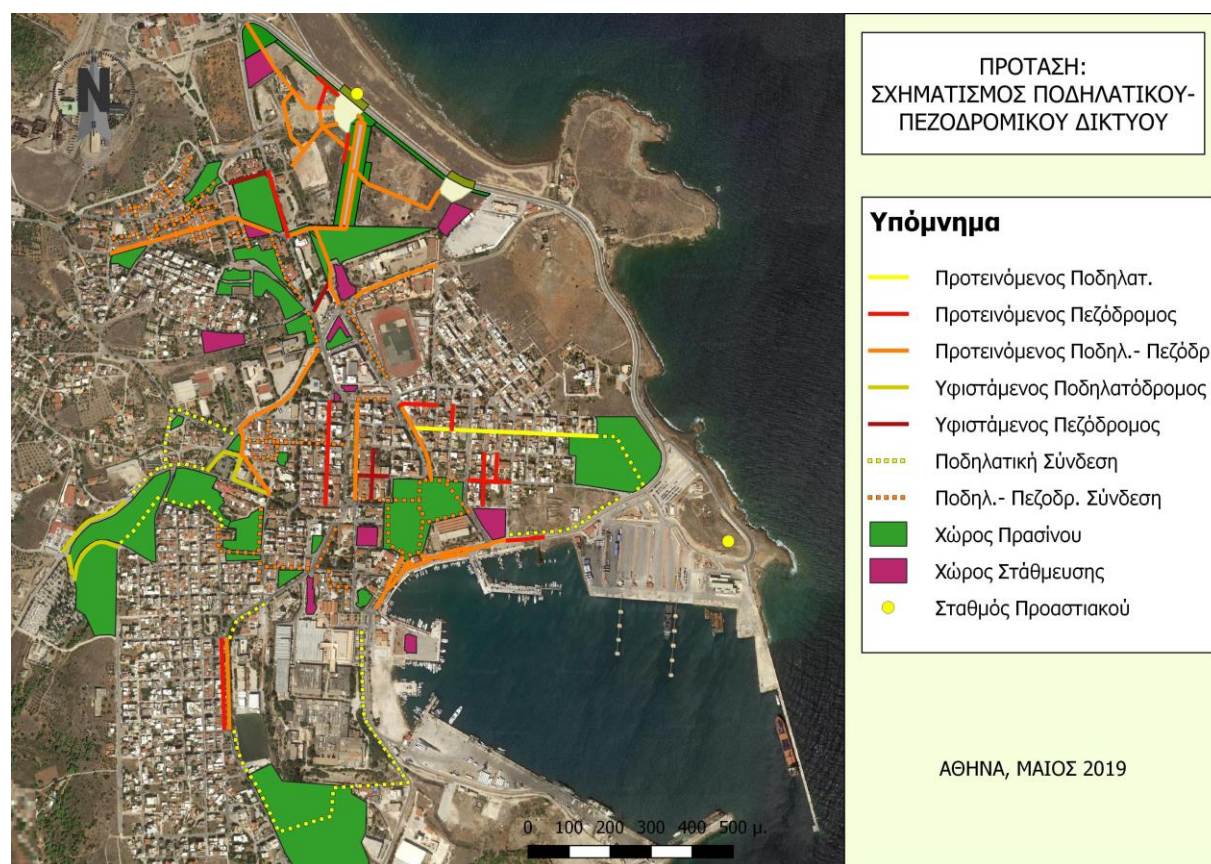 N
ΠΡΟΤΑΣΗ:
ΣΧΗΜΑΤΙΣΜΟΣ ΠΟΔΗΛΑΤΙΚΟΥ-
ΠΕΖΟΔΡΟΜΙΚΟΥ ΔΙΚΤΥΟΥ
Υπόμνημα
Προτεινόμενος Ποδηλατ.
Προτεινόμενος Πεζόδρομος
Προτεινόμενος Ποδηλ.- Πεζόδρ
Υφιστάμενος Ποδηλατόδρομος
Υφιστάμενος Πεζόδρομος
Ποδηλατική Σύνδεση
Ποδηλ.- Πεζοδρ. Σύνδεση
Χώρος Πρασίνου
Χώρος Στάθμευσης
Σταθμός Προαστιακού
ΑΘΗΝΑ, ΜΑΙΟΣ 2019
0 100 200 300 400 500 μ.